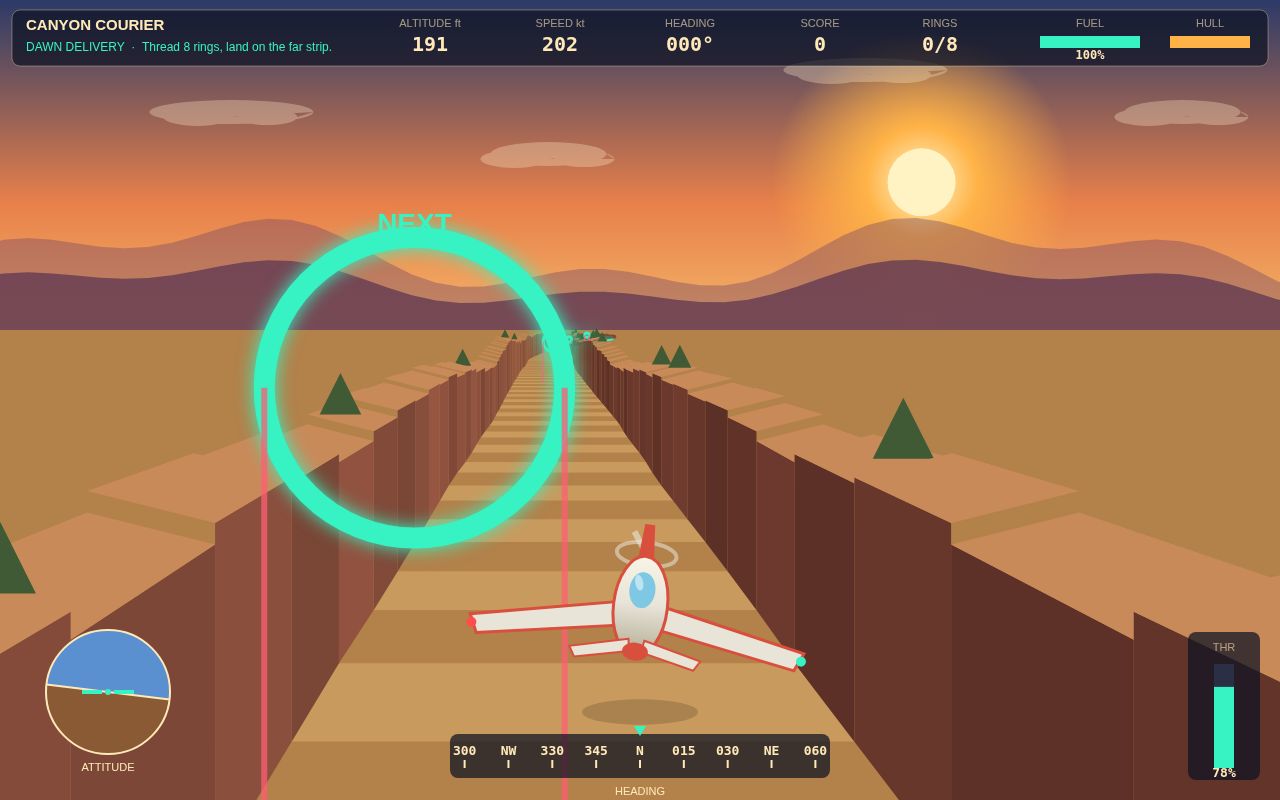 CANYON COURIER
DAWN DELIVERY · Thread 8 rings, land on the far strip.
ALTITUDE ft
191
SPEED kt
202
HEADING
000°
SCORE
0
RINGS
0/8
FUEL
100%
HULL
NEXT
ATTITUDE
300 NW 330 345 N 015 030 NE 060
HEADING
THR
78%